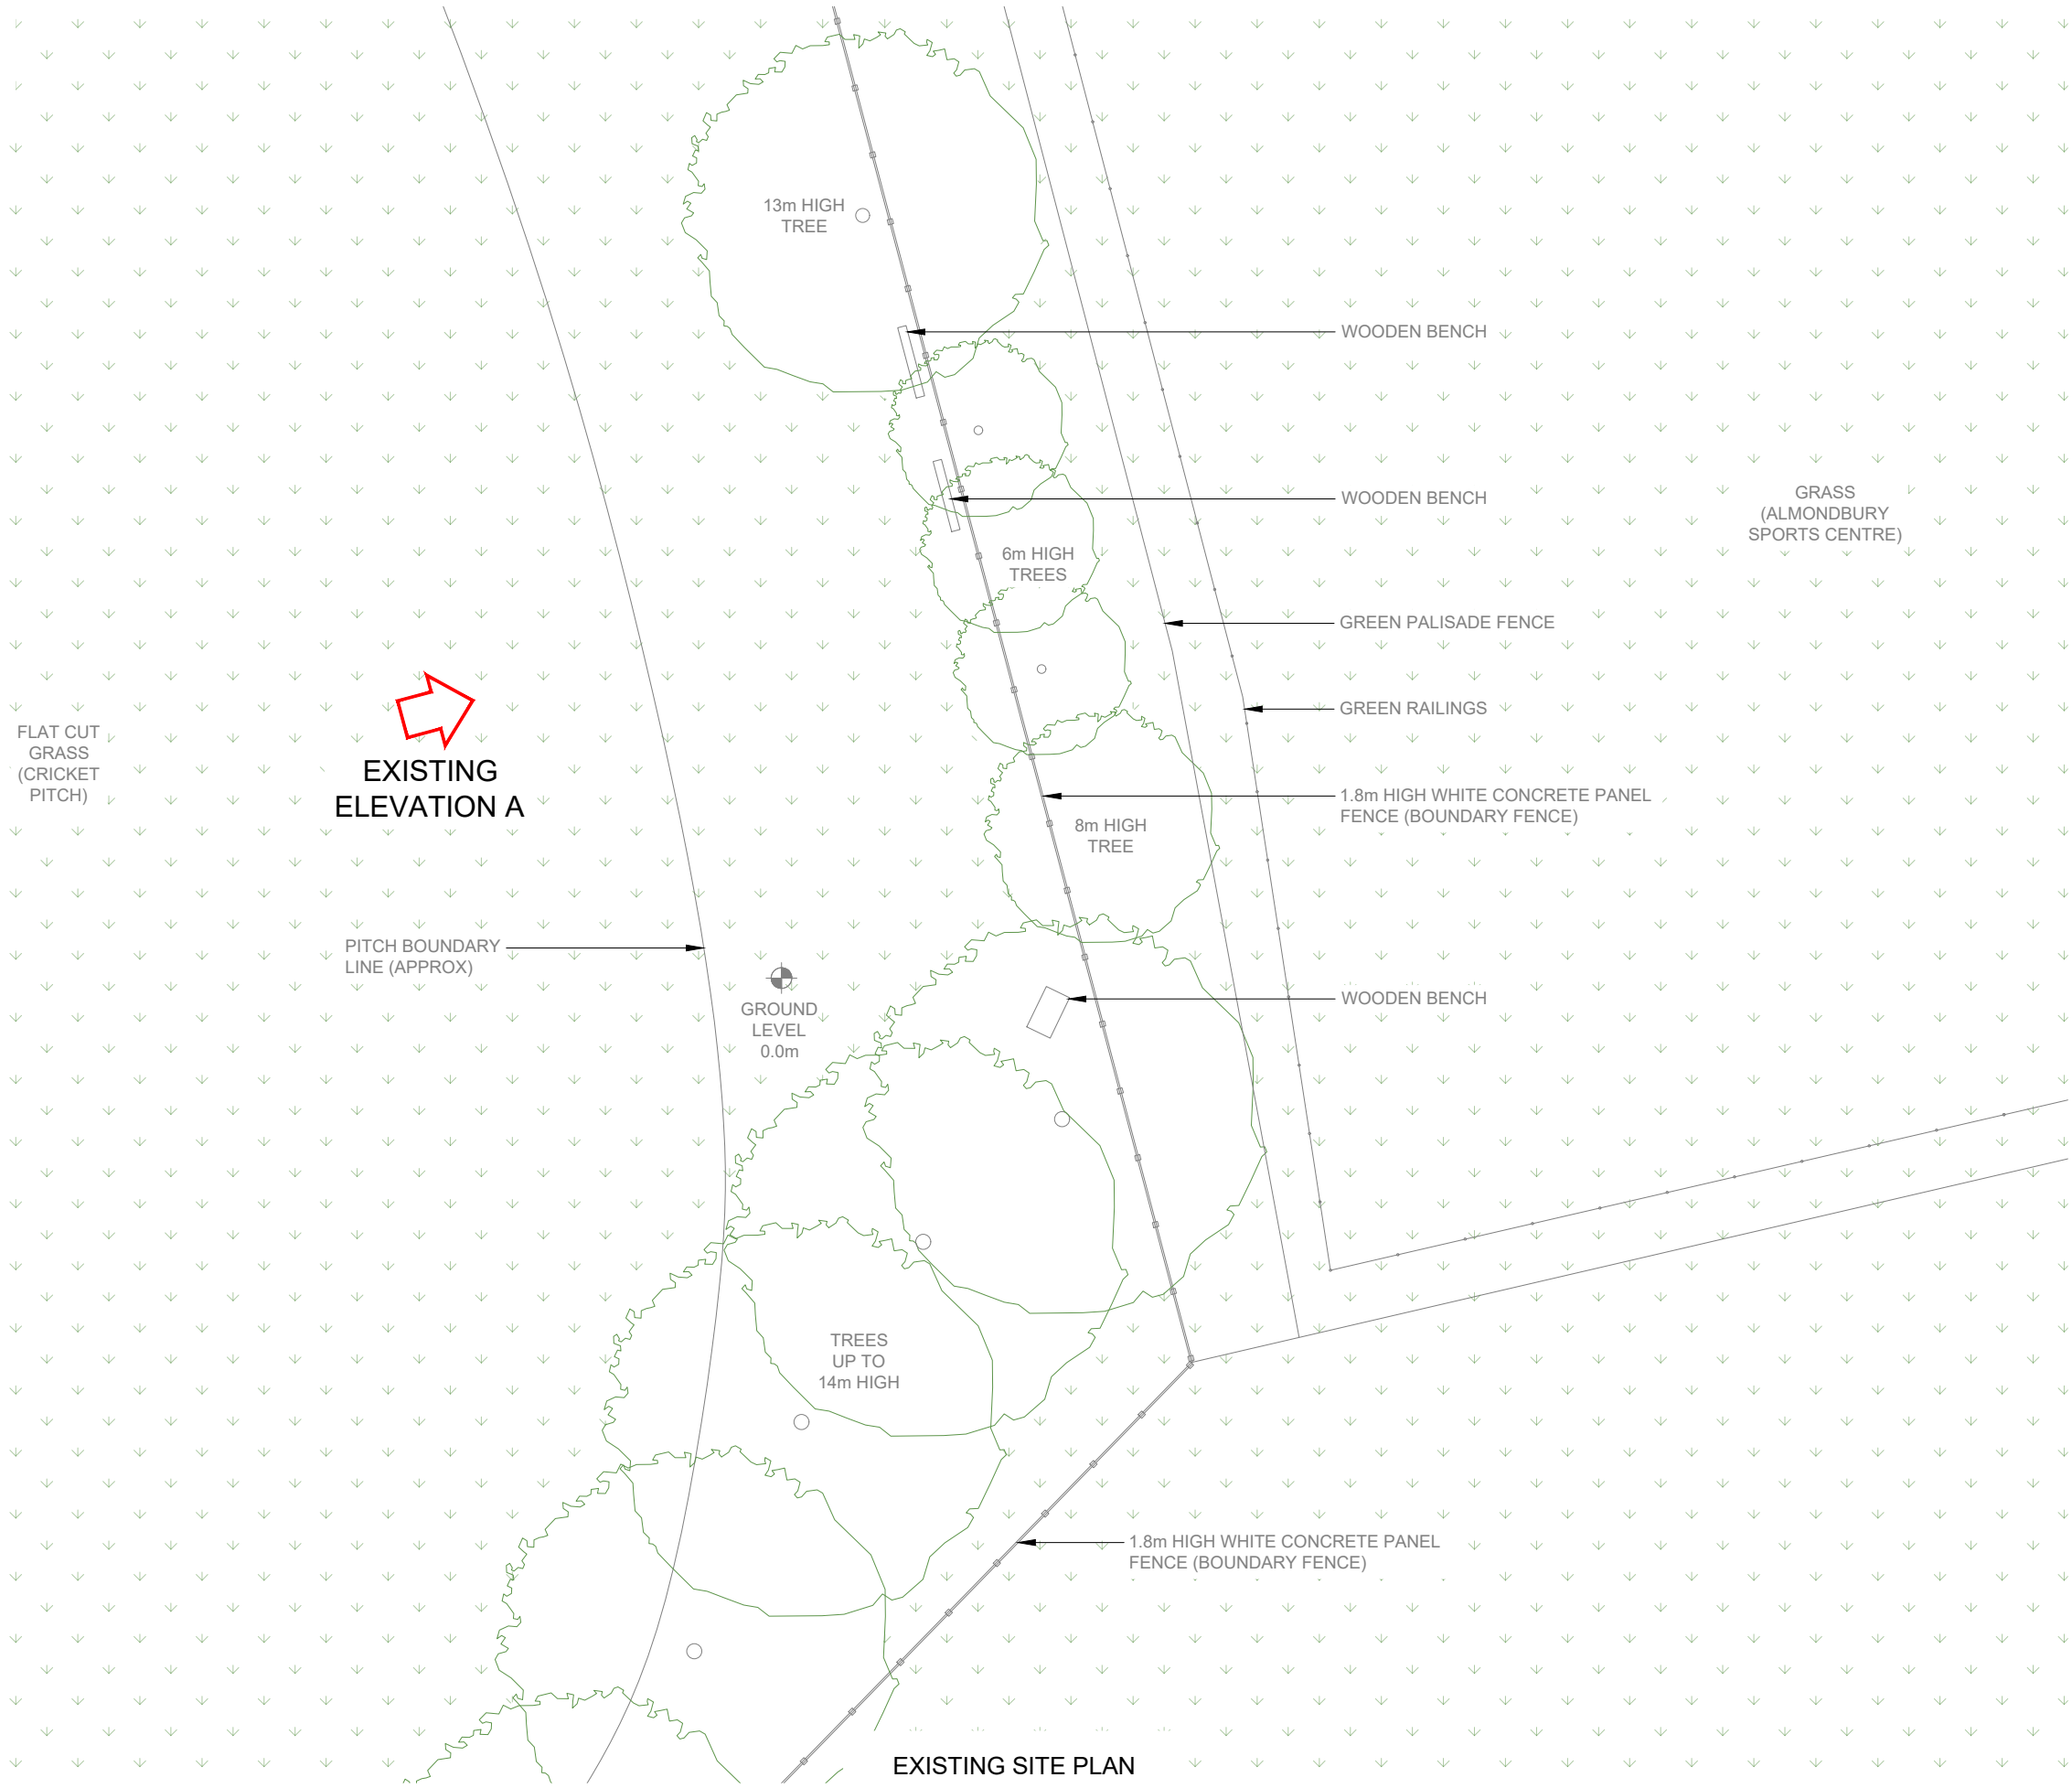 13m HIGH
TREE
WOODEN BENCH
WOODEN BENCH
GRASS
(ALMONDBURY
SPORTS CENTRE)
6m HIGH
TREES
GREEN PALISADE FENCE
GREEN RAILINGS
FLAT CUT
GRASS
(CRICKET
PITCH)
EXISTING
ELEVATION A
1.8m HIGH WHITE CONCRETE PANEL
FENCE (BOUNDARY FENCE)
8m HIGH
TREE
PITCH BOUNDARY
LINE (APPROX)
GROUND
LEVEL
0.0m
WOODEN BENCH
TREES
UP TO
14m HIGH
1.8m HIGH WHITE CONCRETE PANEL
FENCE (BOUNDARY FENCE)
EXISTING SITE PLAN